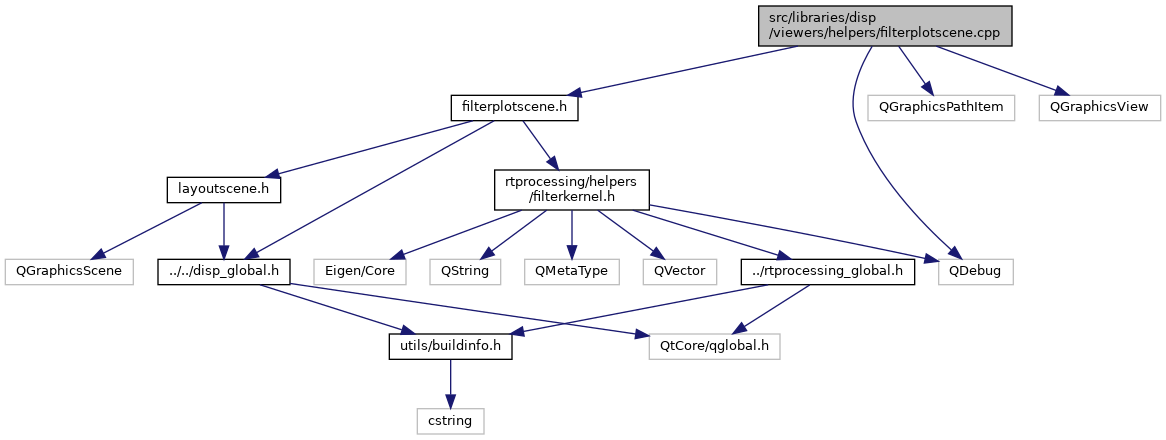 src/libraries/disp
/viewers/helpers/filterplotscene.cpp
filterplotscene.h
QGraphicsPathItem
QGraphicsView
layoutscene.h
rtprocessing/helpers
/filterkernel.h
QGraphicsScene
../../disp_global.h
Eigen/Core
QString
QMetaType
QVector
../rtprocessing_global.h
QDebug
utils/buildinfo.h
QtCore/qglobal.h
cstring